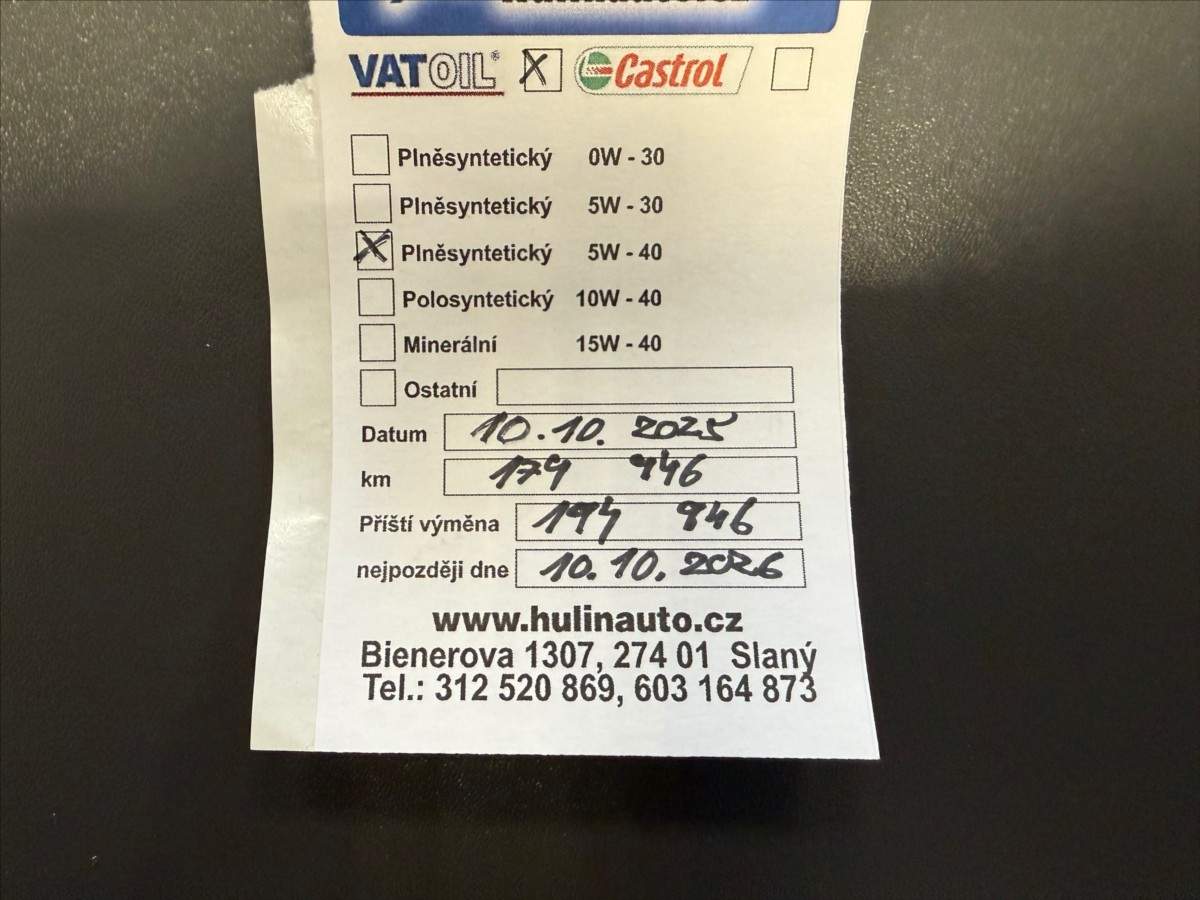 VATOIL® X Castrol
Plněsyntetický 0W - 30
Plněsyntetický 5W - 30
X Plněsyntetický 5W - 40
Polosyntetický 10W - 40
Minerální 15W - 40
Ostatní
Datum 10.10. 2025
km 179 946
Příští výměna 194 946
nejpozději dne 10.10. 2026
www.hulinauto.cz
Bienerova 1307, 274 01 Slaný
Tel.: 312 520 869, 603 164 873